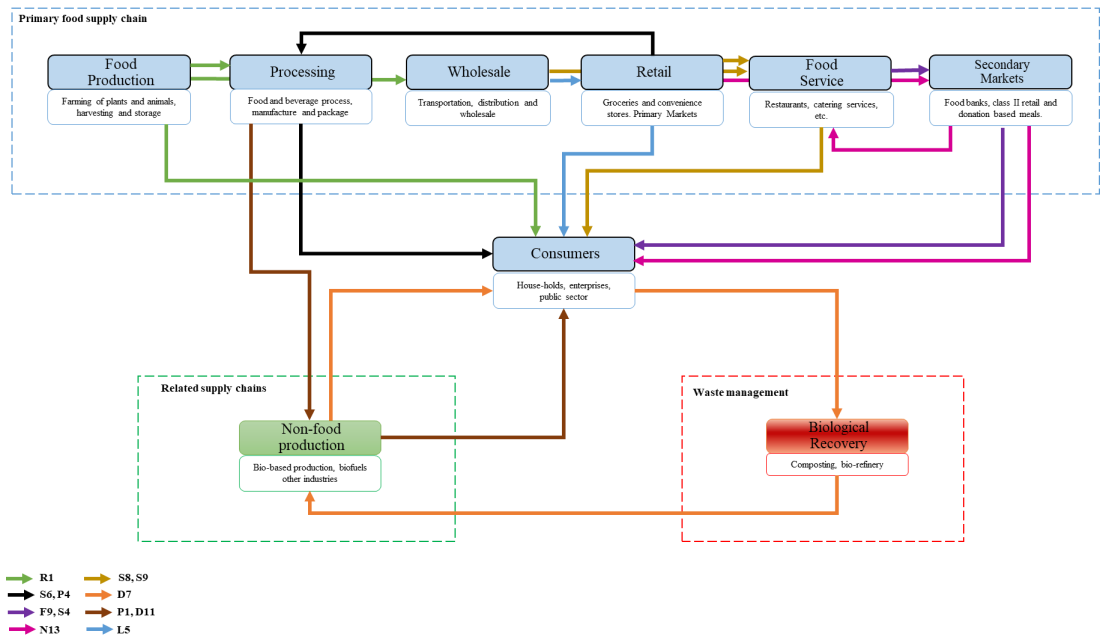 Primary food supply chain
Food
Production
Farming of plants and animals,
harvesting and storage
Processing
Food and beverage process,
manufacture and package
Wholesale
Transportation, distribution and
wholesale
Retail
Groceries and convenience
stores. Primary Markets
Food
Service
Restaurants, catering services,
etc.
Secondary
Markets
Food banks, class II retail and
donation based meals.
Consumers
House-holds, enterprises,
public sector
Related supply chains
Non-food
production
Bio-based production, biofuels
other industries
Waste management
Biological
Recovery
Composting, bio-refinery
R1
S8, S9
S6, P4
D7
F9, S4
P1, D11
N13
L5